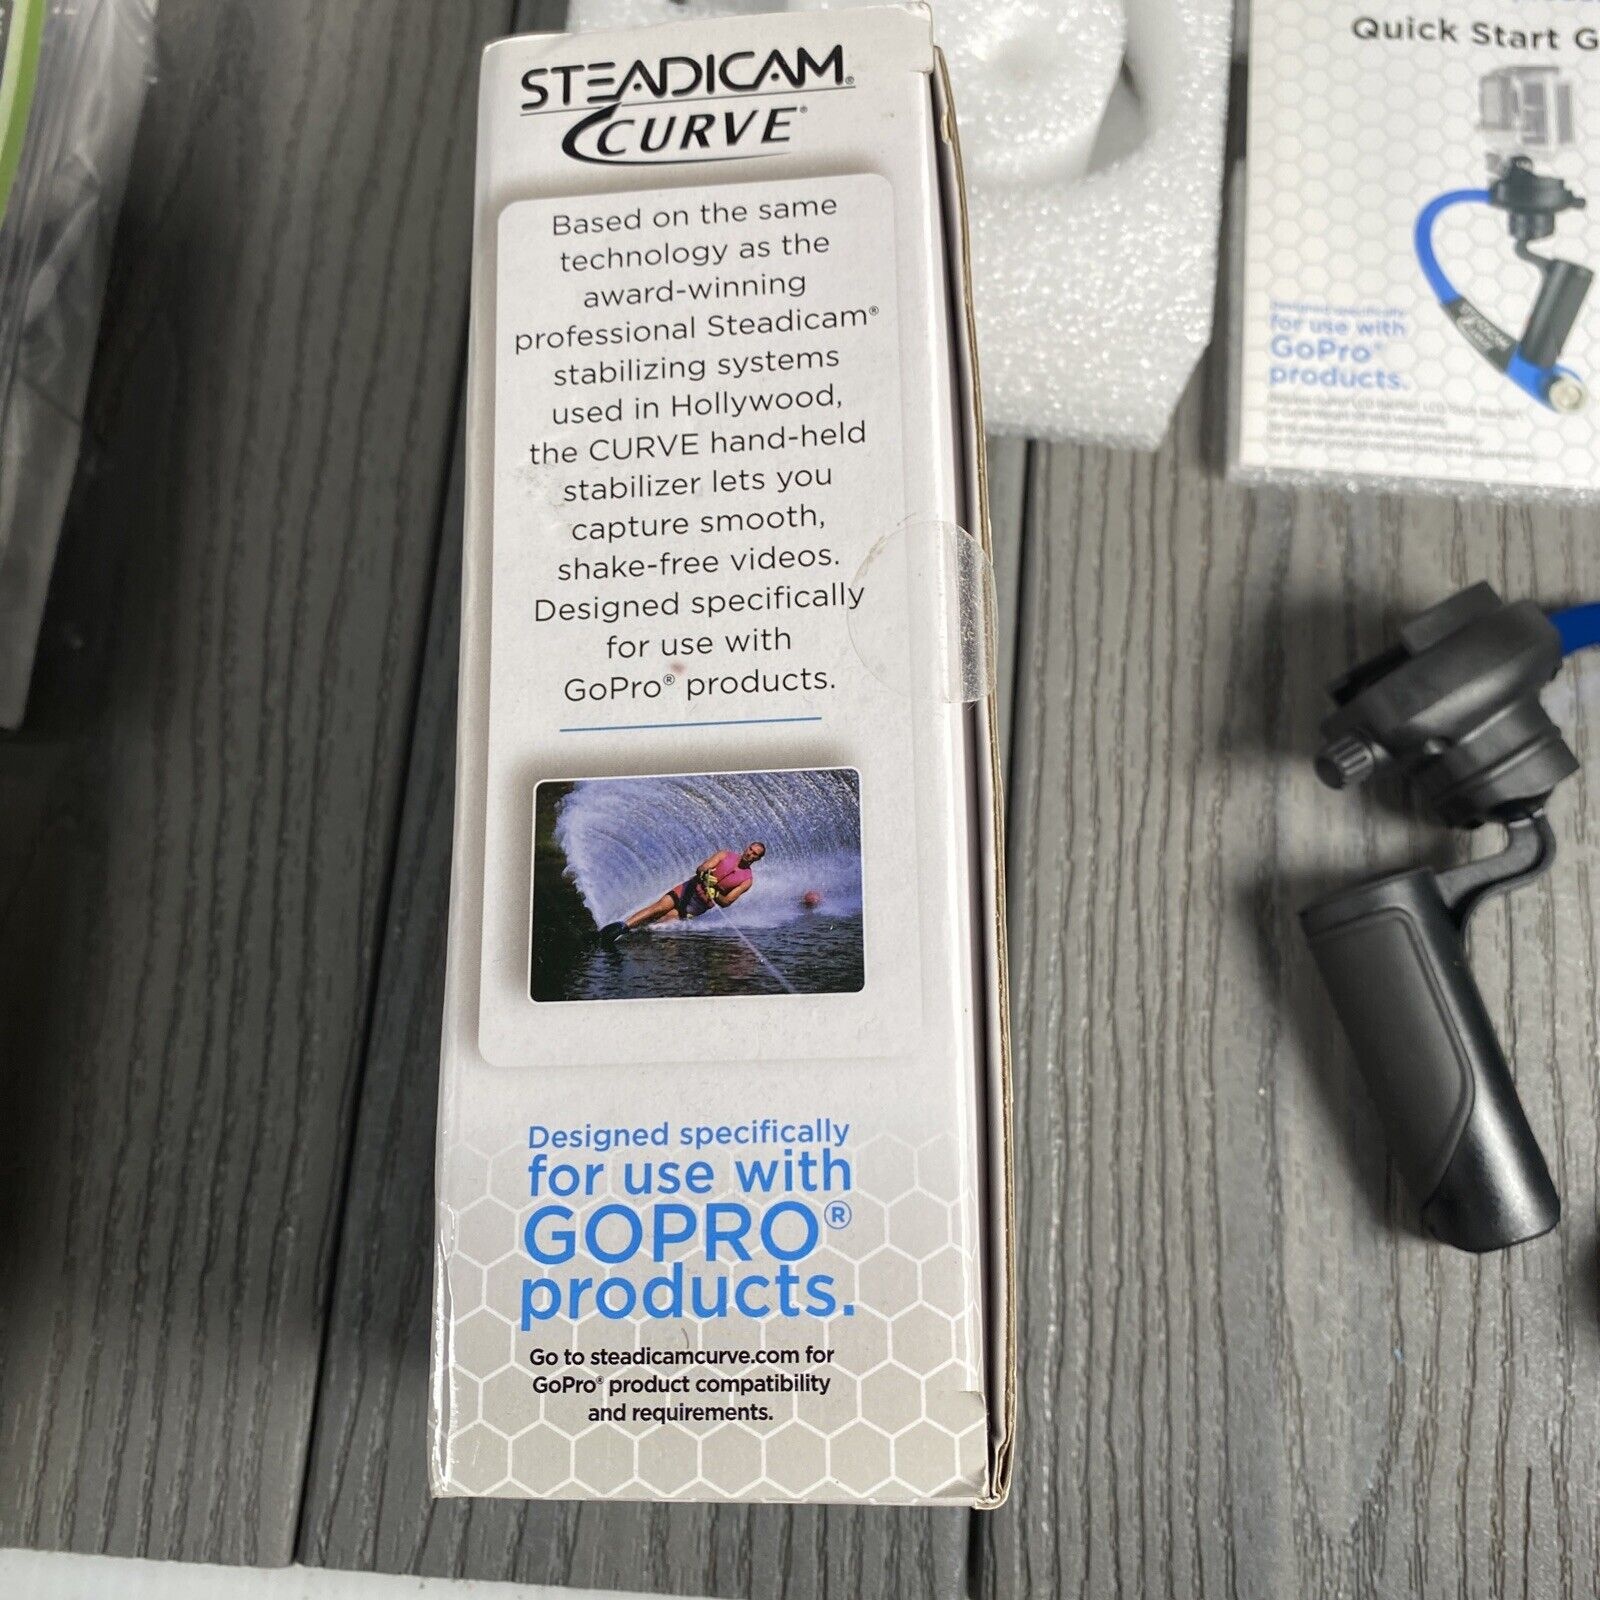 STEADICAM®
CURVE®
Based on the same
technology as the
award-winning
professional Steadicam®
stabilizing systems
used in Hollywood,
the CURVE hand-held
stabilizer lets you
capture smooth,
shake-free videos.
Designed specifically
for use with
GoPro® products.
Designed specifically
for use with
GOPRO®
products.
Go to steadicamcurve.com for
GoPro® product compatibility
and requirements.
Quick Start G
Designed specifically
for use with
GoPro®
products.